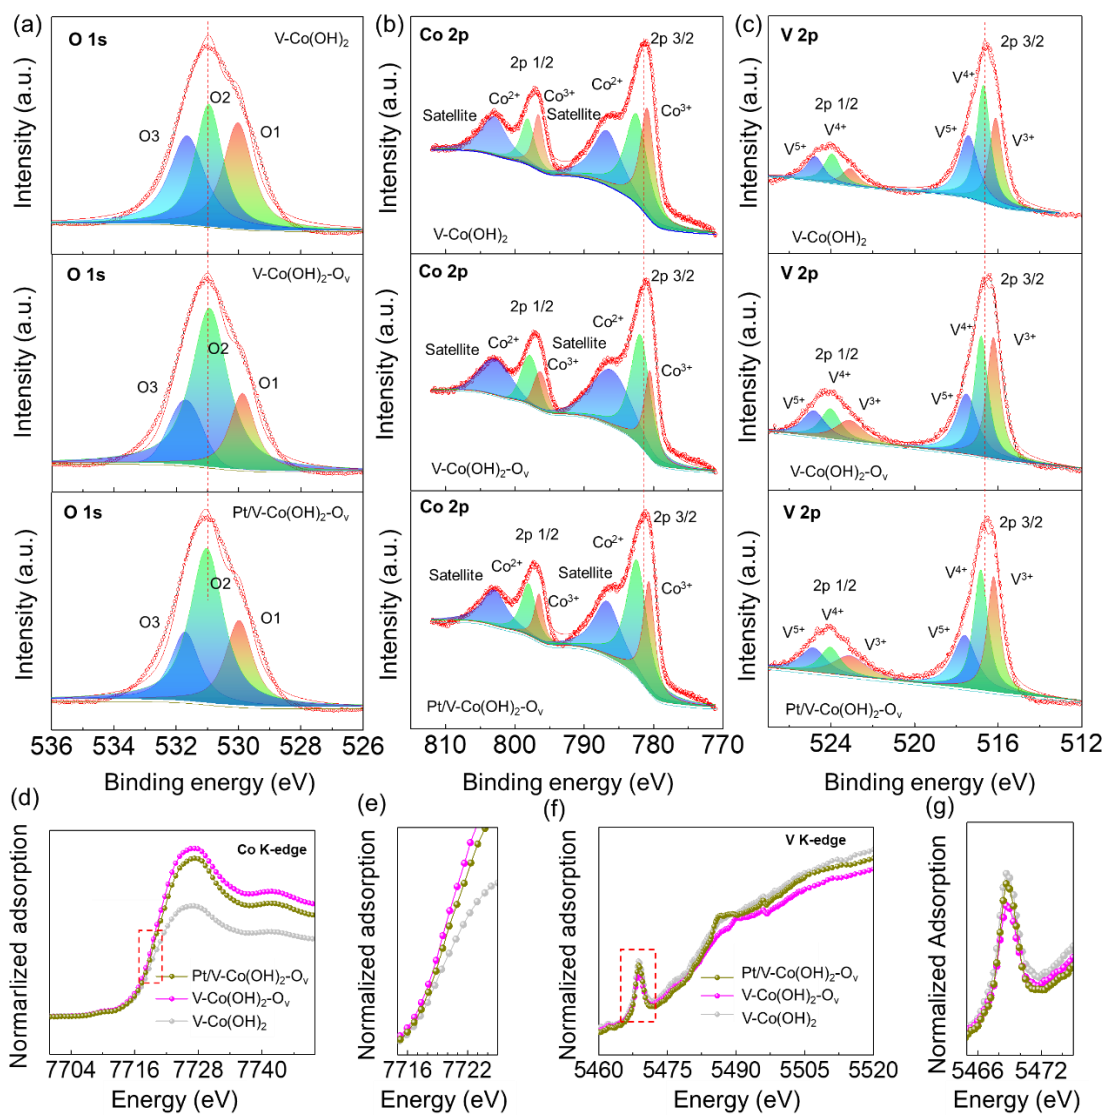 (a)
O 1s
V-Co(OH)₂
O3
O2
O1
Intensity (a.u.)
O 1s
V-Co(OH)₂-Oᵥ
O3
O2
O1
Intensity (a.u.)
O 1s
Pt/V-Co(OH)₂-Oᵥ
O3
O2
O1
Intensity (a.u.)
536 534 532 530 528 526
Binding energy (eV)
(b)
Co 2p
2p 3/2
2p 1/2
Co²⁺
Co²⁺
Co³⁺
Satellite
Satellite
Co³⁺
V-Co(OH)₂
Intensity (a.u.)
Co 2p
2p 3/2
2p 1/2
Co²⁺
Satellite
Co²⁺
Satellite
Co³⁺
Co³⁺
V-Co(OH)₂-Oᵥ
Intensity (a.u.)
Co 2p
2p 3/2
2p 1/2
Co²⁺
Co²⁺
Satellite
Satellite
Co³⁺
Co³⁺
Pt/V-Co(OH)₂-Oᵥ
Intensity (a.u.)
810 800 790 780 770
Binding energy (eV)
(c)
V 2p
2p 3/2
V⁴⁺
2p 1/2
V⁴⁺
V⁵⁺
V⁵⁺
V³⁺
V-Co(OH)₂
Intensity (a.u.)
V 2p
2p 3/2
V⁴⁺
V³⁺
2p 1/2
V⁴⁺
V⁵⁺
V³⁺
V⁵⁺
V-Co(OH)₂-Oᵥ
Intensity (a.u.)
V 2p
2p 3/2
V⁴⁺
V³⁺
2p 1/2
V⁴⁺
V⁵⁺
V³⁺
V⁵⁺
Pt/V-Co(OH)₂-Oᵥ
Intensity (a.u.)
524 520 516 512
Binding energy (eV)
(d)
Normarlized adsorption
Co K-edge
Pt/V-Co(OH)₂-Oᵥ
V-Co(OH)₂-Oᵥ
V-Co(OH)₂
7704 7716 7728 7740
Energy (eV)
(e)
Normarlized adsorption
7716 7722
Energy (eV)
(f)
Normalized adsorption
V K-edge
Pt/V-Co(OH)₂-Oᵥ
V-Co(OH)₂-Oᵥ
V-Co(OH)₂
5460 5475 5490 5505 5520
Energy (eV)
(g)
Normalized Adsorption
5466 5472
Energy (eV)